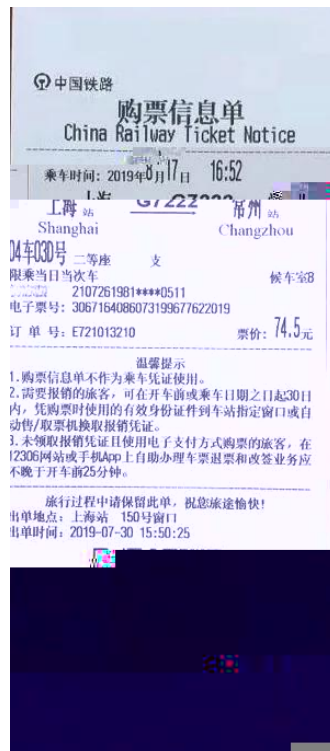 中国铁路
购票信息单
China Railway Ticket Notice
乘车时间: 2019年8月17日 16:52
上海 站 G7222 常州 站
Shanghai Changzhou
04车03D号 二等座 支
限乘当日当次车 候车室B
2107261981****0511
电子票号: 3067164086073199677622019
订 单 号: E721013210 票价: 74.5元
温馨提示
1.购票信息单不作为乘车凭证使用。
2.需要报销的旅客, 可在开车前或乘车日期之日起30日
内, 凭购票时使用的有效身份证件到车站指定窗口或自
动售/取票机换取报销凭证。
3.未领取报销凭证且使用电子支付方式购票的旅客, 在
12306网站或手机App上自助办理车票退票和改签业务应
不晚于开车前25分钟。
旅行过程中请保留此单, 祝您旅途愉快!
出单地点: 上海站 150号窗口
出单时间: 2019-07-30 15:50:25